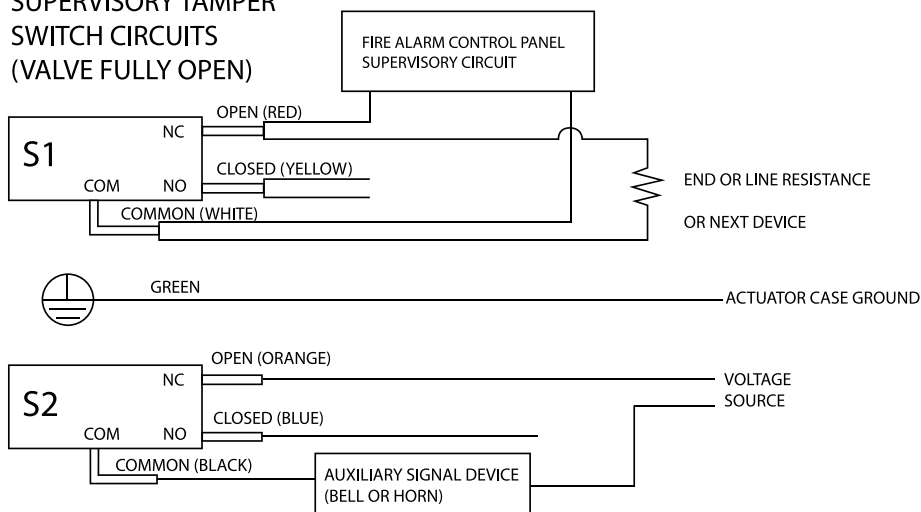 SUPERVISORY TAMPER
SWITCH CIRCUITS
(VALVE FULLY OPEN)
FIRE ALARM CONTROL PANEL
SUPERVISORY CIRCUIT
OPEN (RED)
NC
S1
CLOSED (YELLOW)
COM NO
COMMON (WHITE)
END OR LINE RESISTANCE
OR NEXT DEVICE
GREEN
ACTUATOR CASE GROUND
OPEN (ORANGE)
NC
VOLTAGE
SOURCE
S2
CLOSED (BLUE)
COM NO
COMMON (BLACK)
AUXILIARY SIGNAL DEVICE
(BELL OR HORN)